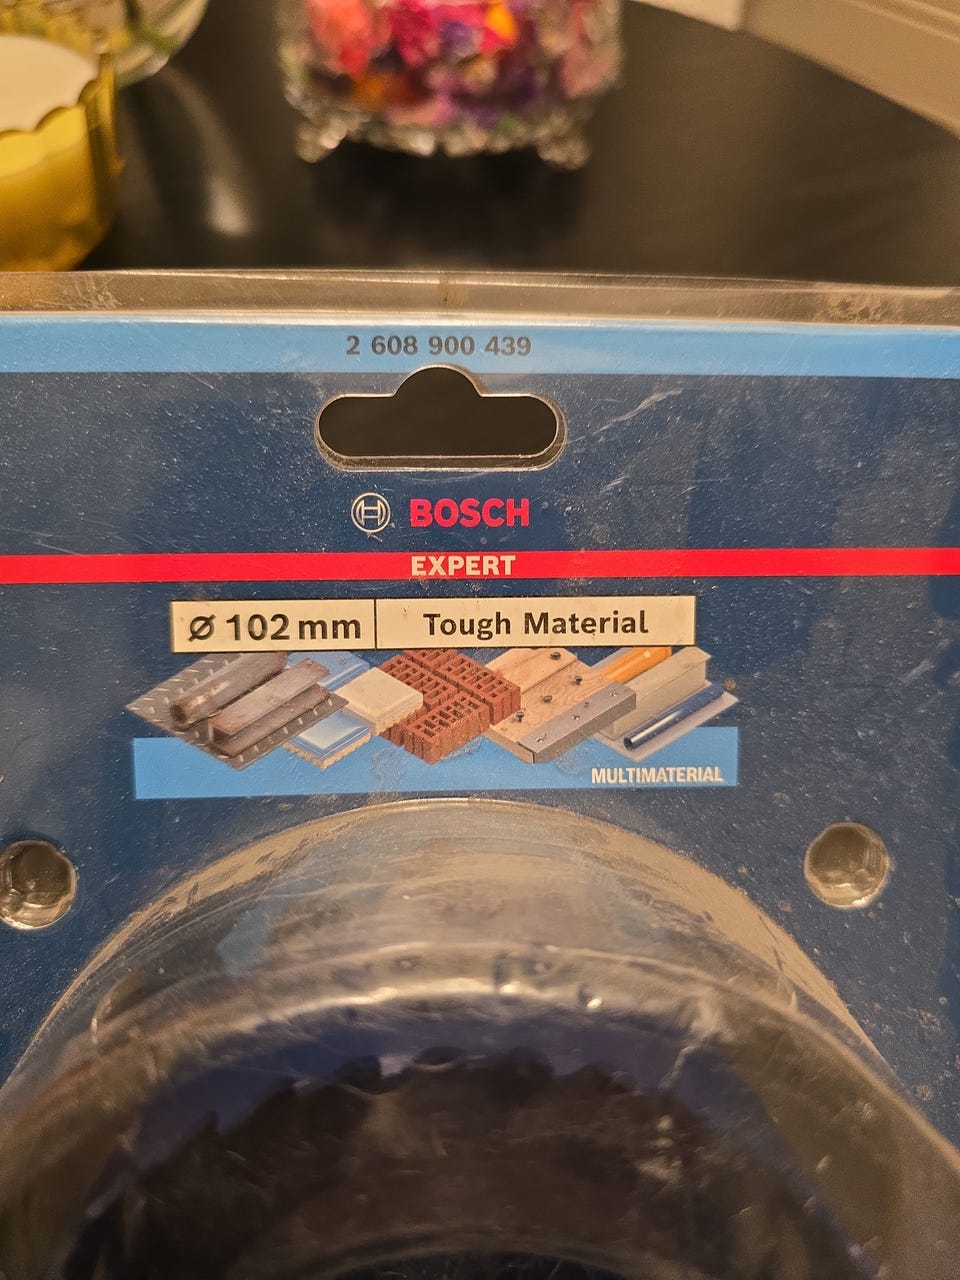 2 608 900 439
BOSCH
EXPERT
Ø 102 mm Tough Material
MULTIMATERIAL